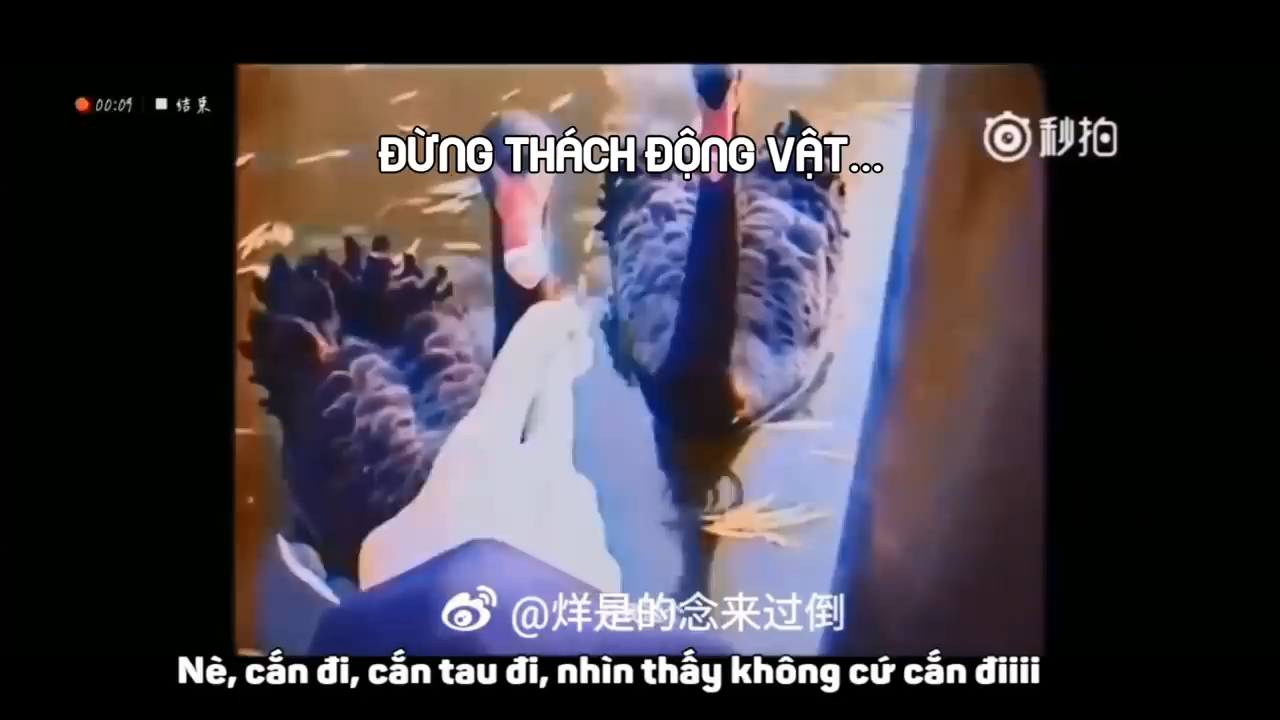 00:09
结束
秒拍
ĐỪNG THÁCH ĐỘNG VẬT...
@烊是的念来过倒
Nè, cắn đi, cắn tau đi, nhìn thấy không cứ cắn điiii